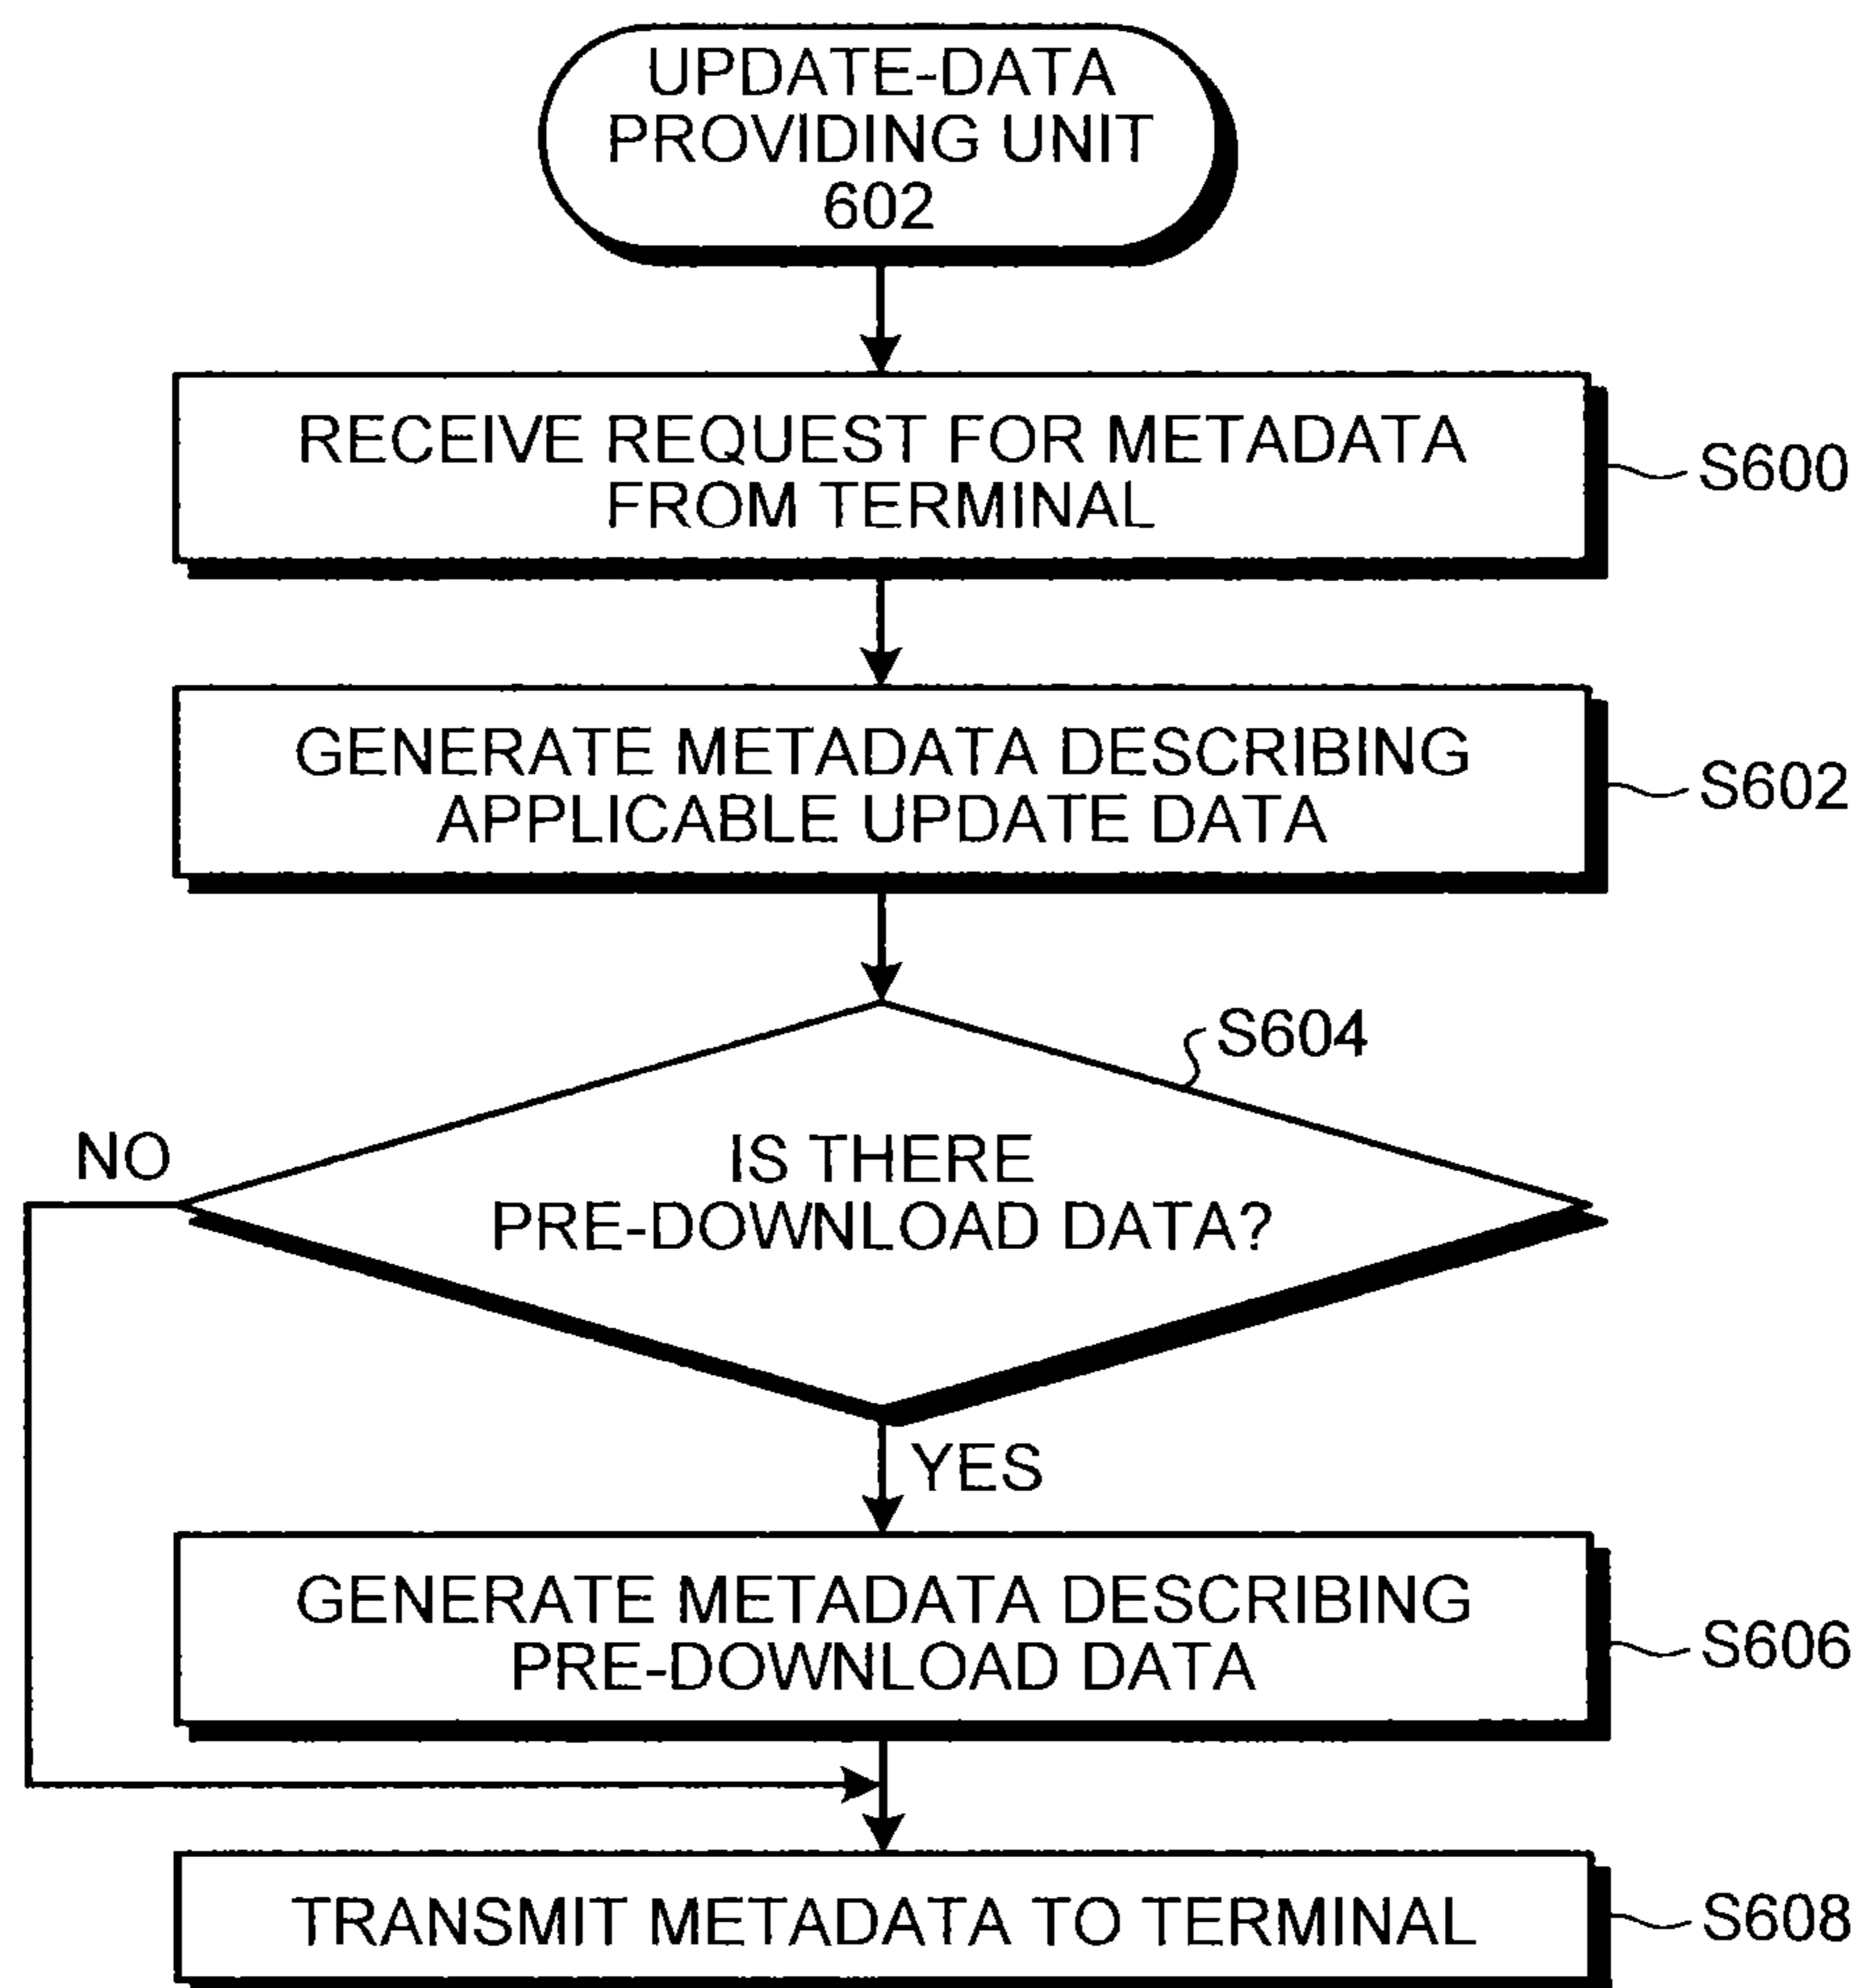 UPDATE-DATA
PROVIDING UNIT
602
RECEIVE REQUEST FOR METADATA
FROM TERMINAL
S600
GENERATE METADATA DESCRIBING
APPLICABLE UPDATE DATA
S602
S604
NO
IS THERE
PRE-DOWNLOAD DATA?
YES
GENERATE METADATA DESCRIBING
PRE-DOWNLOAD DATA
S606
TRANSMIT METADATA TO TERMINAL
S608